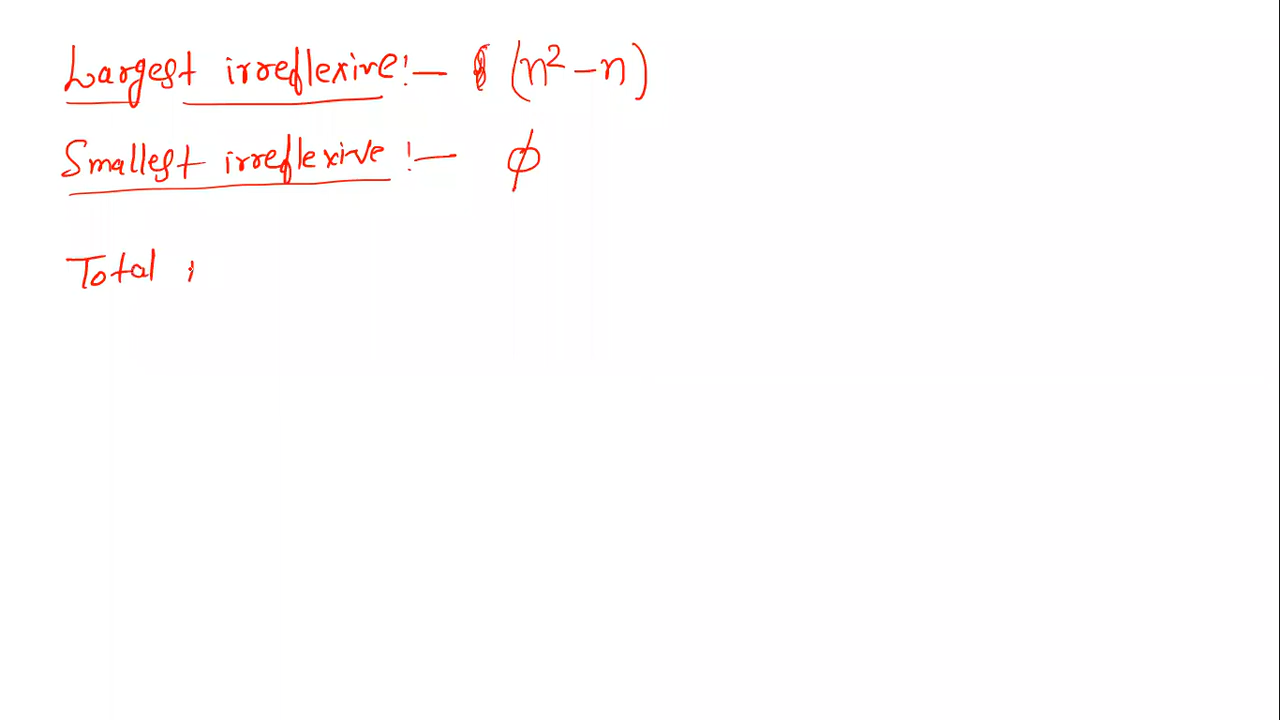 Largest irreflexive!— (n² - n)
Smallest irreflexive!— ϕ
Total